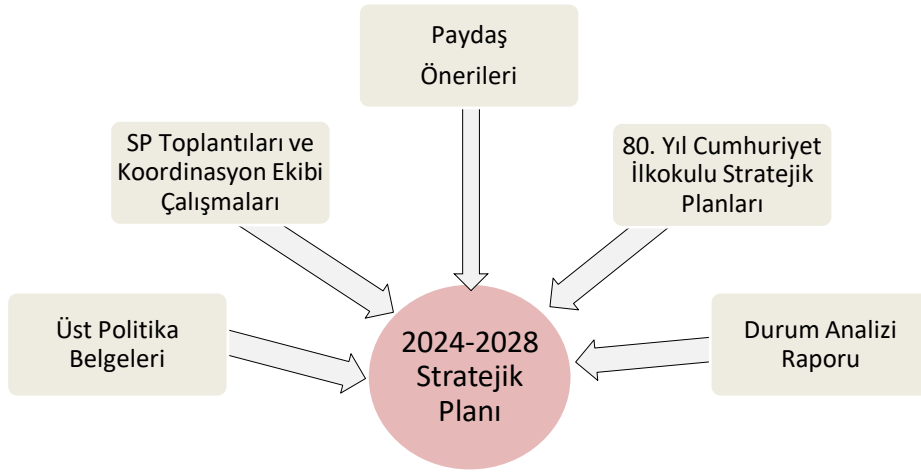 Paydaş
Önerileri
SP Toplantıları ve
Koordinasyon Ekibi
Çalışmaları
80. Yıl Cumhuriyet
İlkokulu Stratejik
Planları
Üst Politika
Belgeleri
2024-2028
Stratejik
Planı
Durum Analizi
Raporu